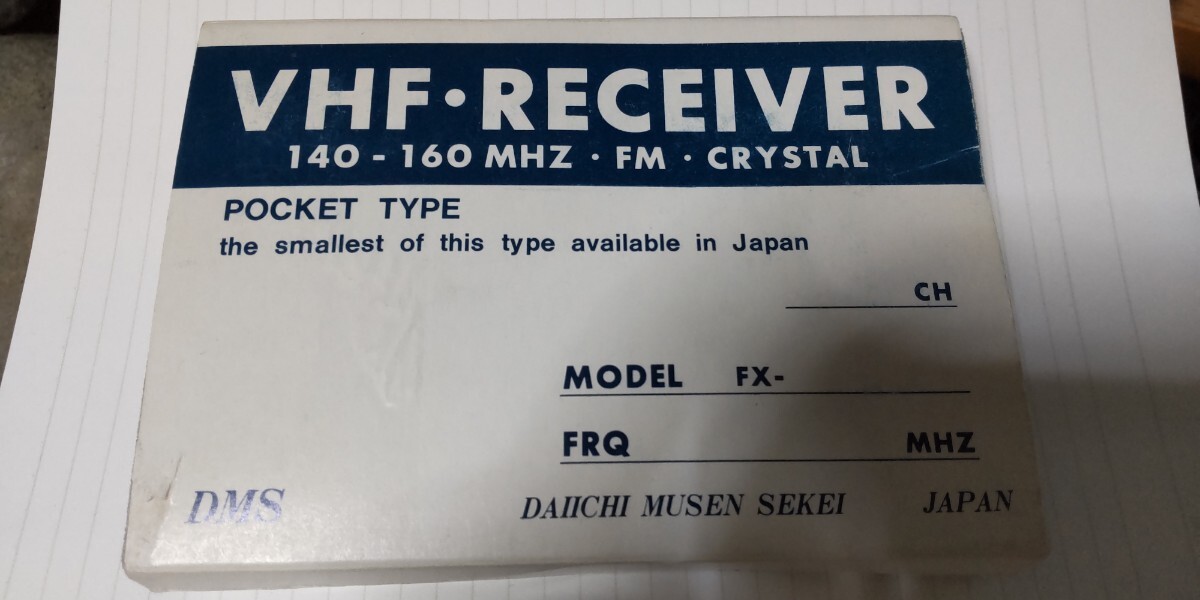 VHF・RECEIVER
140 - 160 MHZ · FM · CRYSTAL
POCKET TYPE
the smallest of this type available in Japan
CH
MODEL FX-
FRQ MHZ
DMS DAIICHI MUSEN SEKEI JAPAN